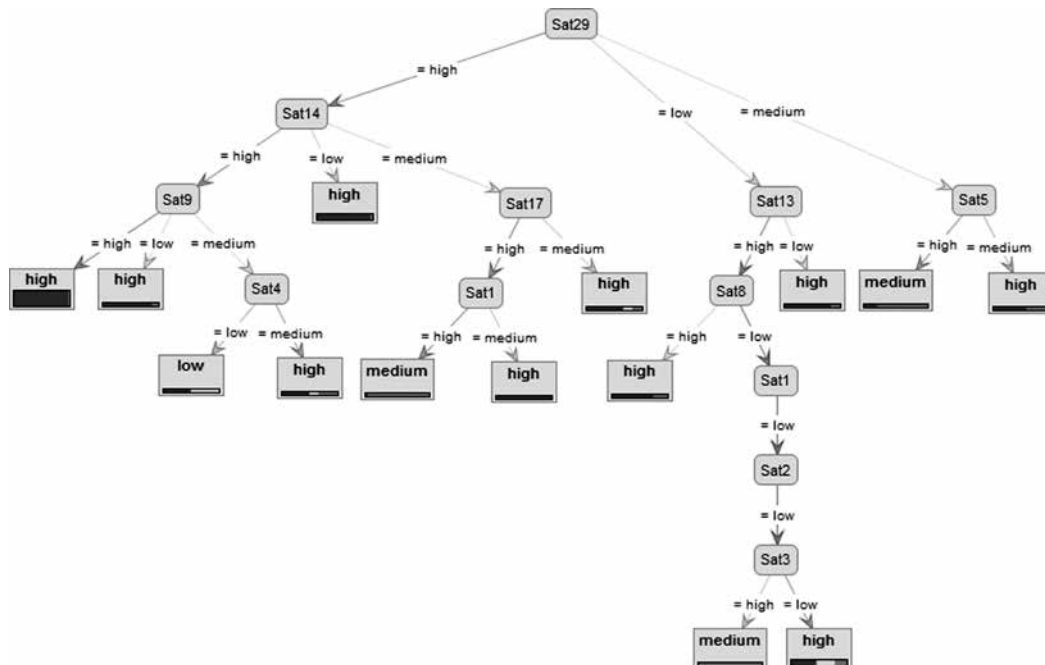 Sat29
= high
= low
= medium
Sat14
= high
= low
= medium
Sat9
high
Sat17
Sat13
Sat5
= high
= low
= medium
= high
= medium
= high
= low
= high
= medium
high
high
Sat4
Sat1
high
Sat8
high
medium
high
= low
= medium
= high
= medium
= high
= low
low
high
medium
high
high
Sat1
= low
Sat2
= low
Sat3
= high
= low
medium
high